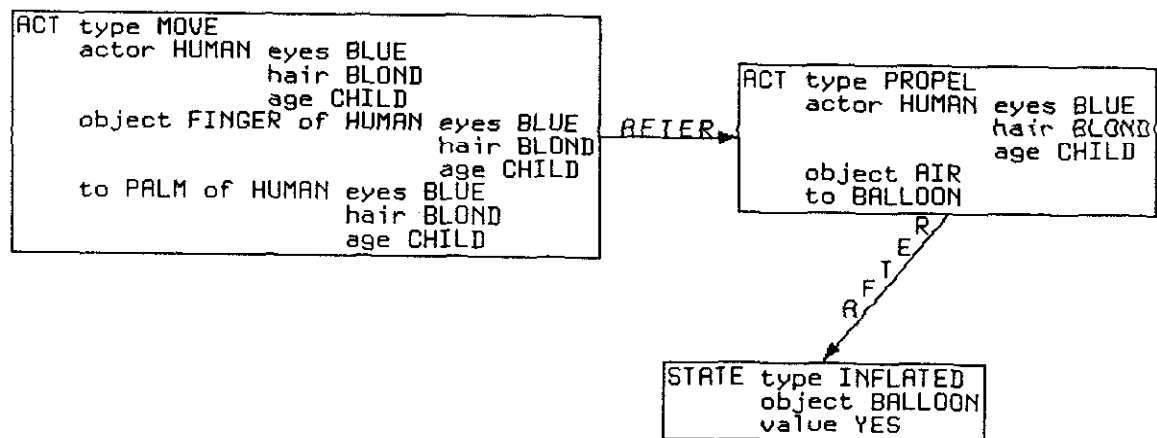 ACT type MOVE
actor HUMAN eyes BLUE
hair BLOND
age CHILD
object FINGER of HUMAN eyes BLUE
hair BLOND
age CHILD
to PALM of HUMAN eyes BLUE
hair BLOND
age CHILD
AFTER
ACT type PROPEL
actor HUMAN eyes BLUE
hair BLOND
age CHILD
object AIR
to BALLOON
AFTER
STATE type INFLATED
object BALLOON
value YES